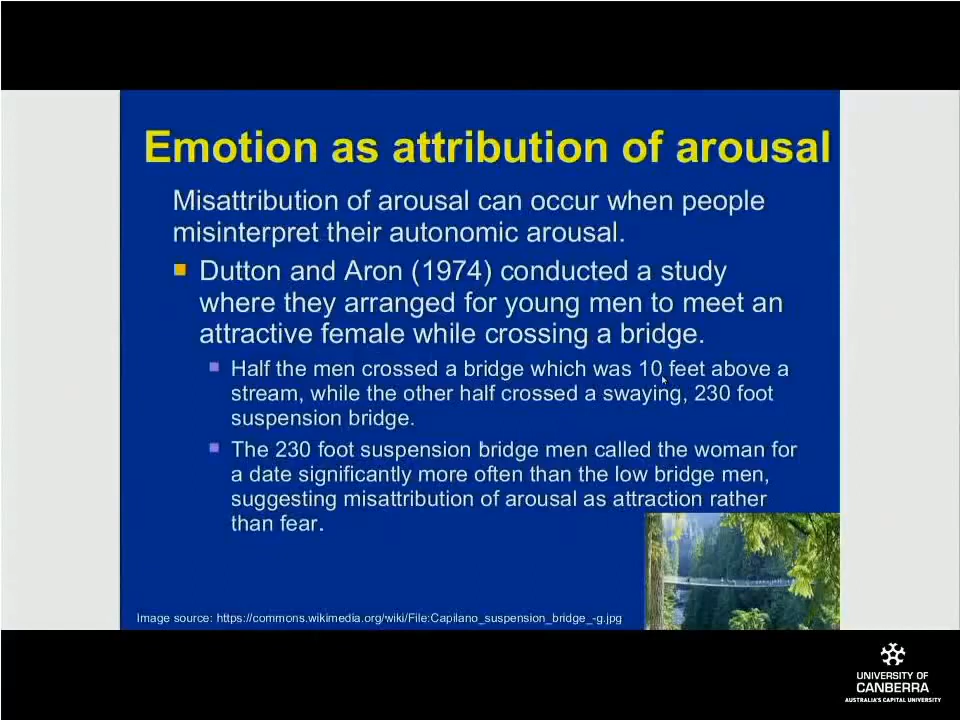 Emotion as attribution of arousal
Misattribution of arousal can occur when people
misinterpret their autonomic arousal.
Dutton and Aron (1974) conducted a study
where they arranged for young men to meet an
attractive female while crossing a bridge.
Half the men crossed a bridge which was 10 feet above a
stream, while the other half crossed a swaying, 230 foot
suspension bridge.
The 230 foot suspension bridge men called the woman for
a date significantly more often than the low bridge men,
suggesting misattribution of arousal as attraction rather
than fear.
Image source: https://commons.wikimedia.org/wiki/File:Capilano_suspension_bridge_-g.jpg
UNIVERSITY OF
CANBERRA
AUSTRALIA'S CAPITAL UNIVERSITY